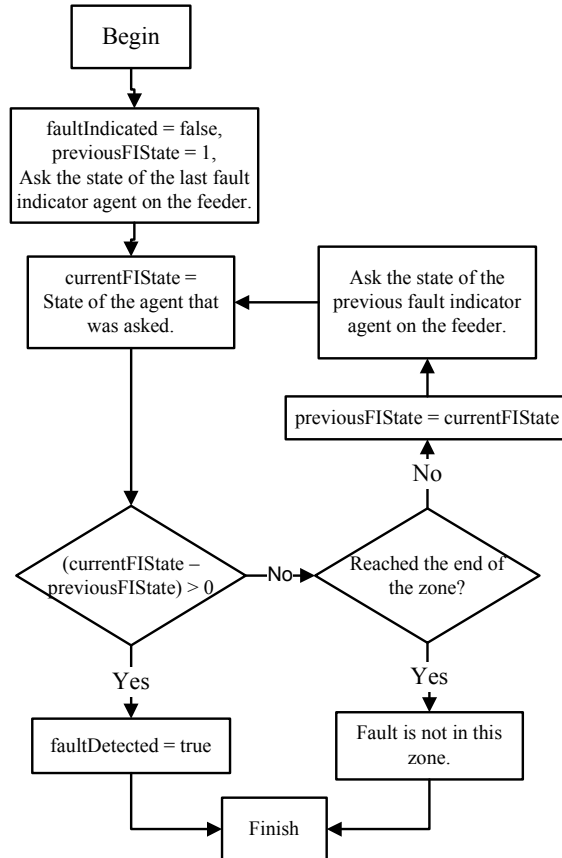 Begin
faultIndicated = false,
previousFIState = 1,
Ask the state of the last fault
indicator agent on the feeder.
currentFIState =
State of the agent that
was asked.
Ask the state of the
previous fault indicator
agent on the feeder.
previousFIState = currentFIState
No
(currentFIState –
previousFIState) > 0
No
Reached the end of
the zone?
Yes
Yes
faultDetected = true
Fault is not in this
zone.
Finish